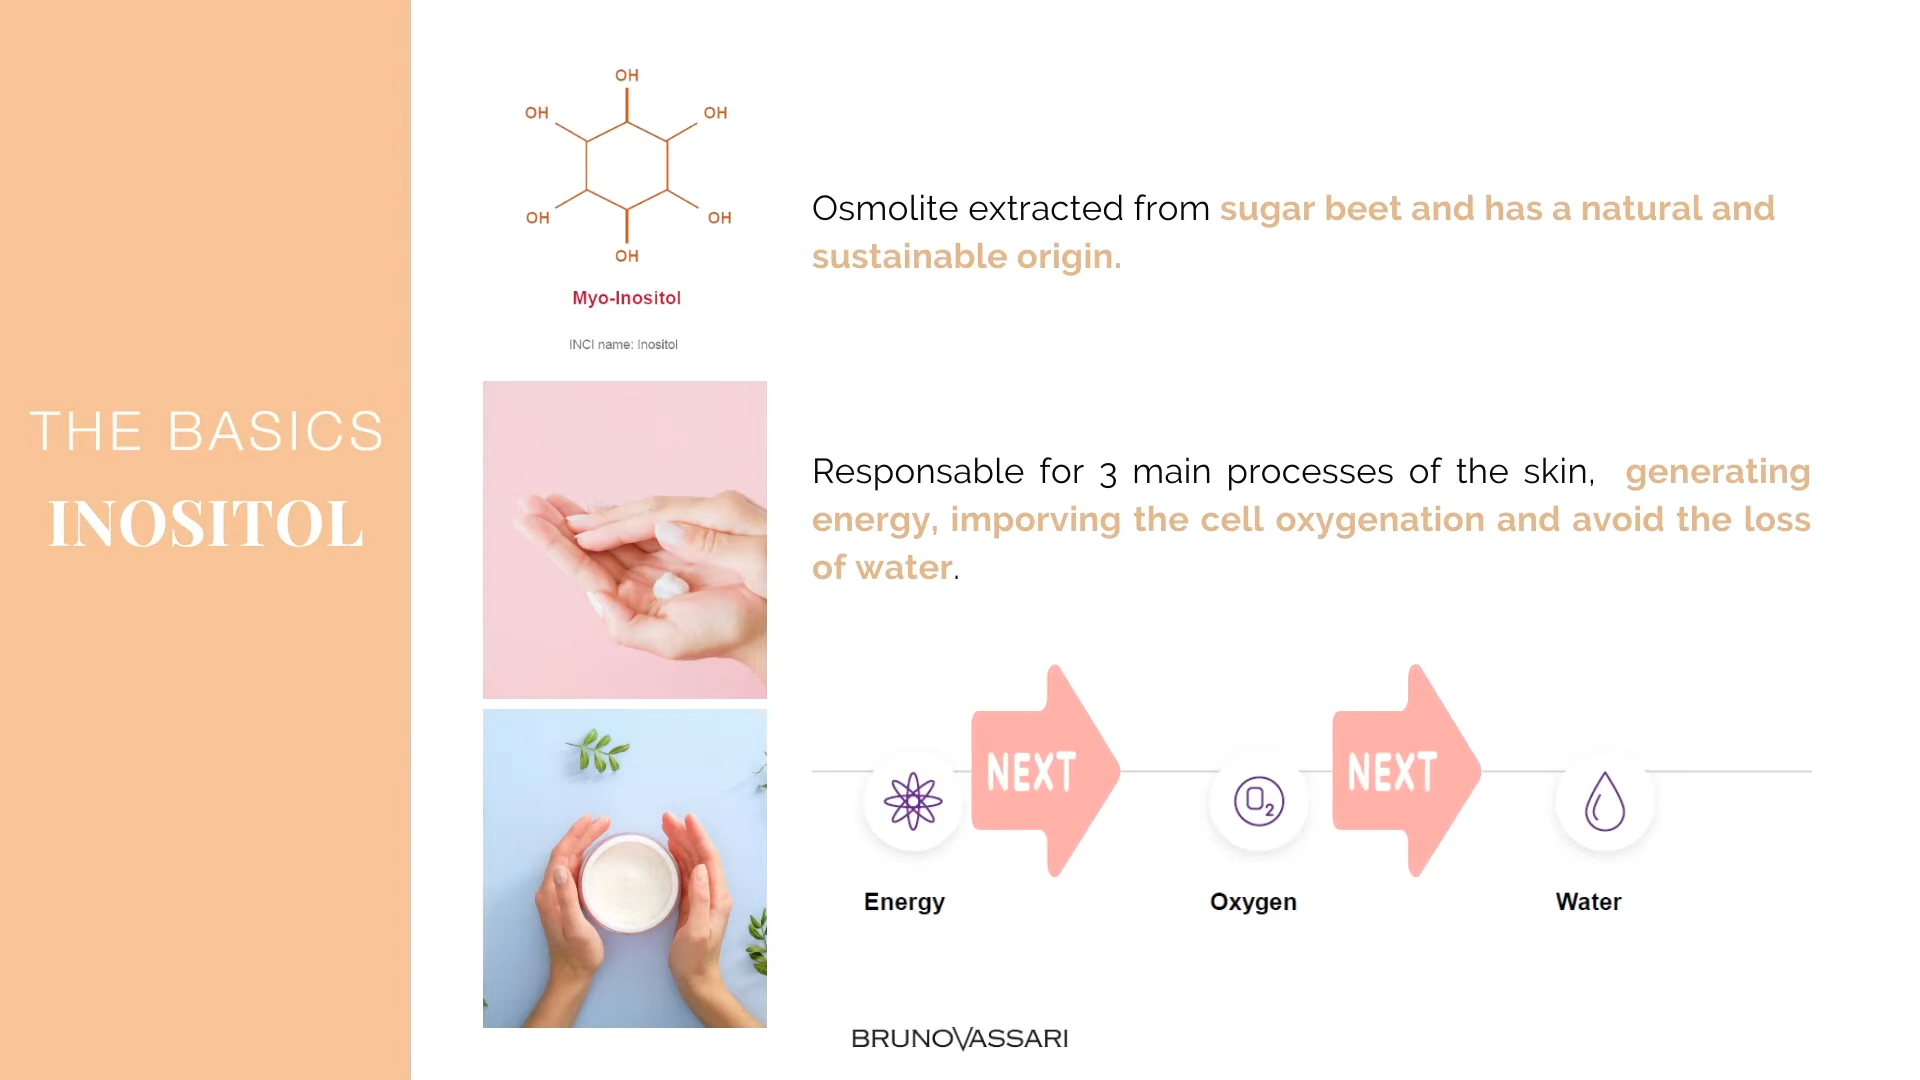 THE BASICS
INOSITOL
OH
OH
OH
OH
OH
OH
Myo-Inositol
INCI name: Inositol
Osmolite extracted from sugar beet and has a natural and
sustainable origin.
Responsable for 3 main processes of the skin, generating
energy, imporving the cell oxygenation and avoid the loss
of water.
NEXT
NEXT
O2
Energy
Oxygen
Water
BRUNOVASSARI